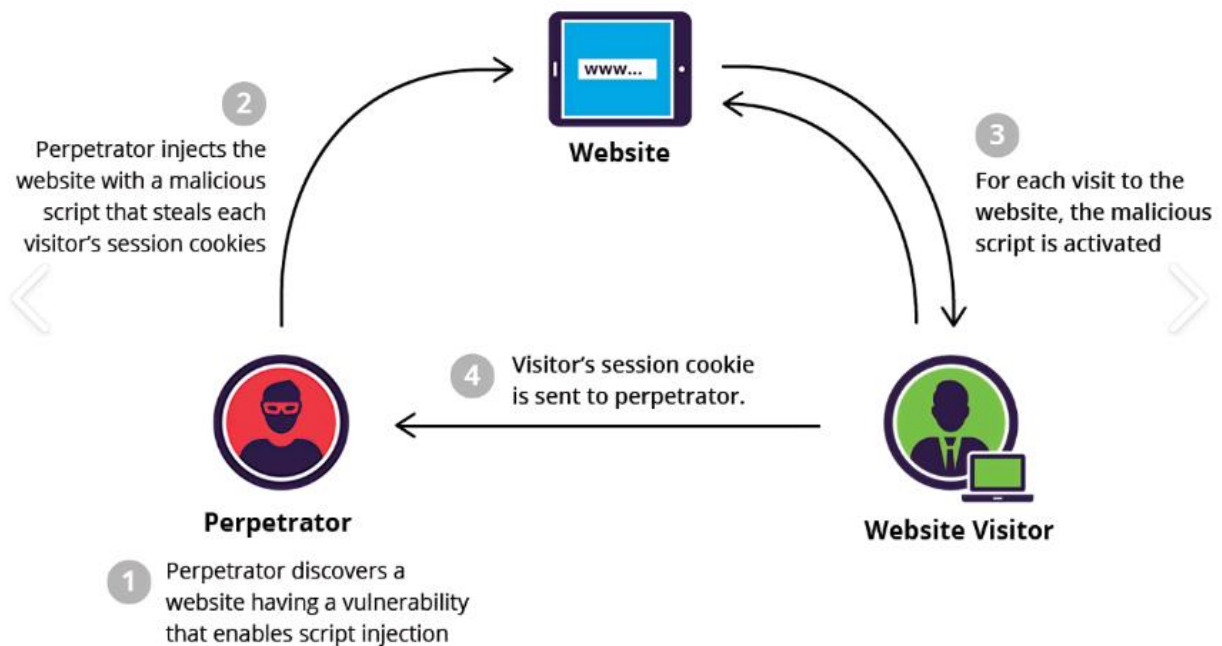 www...
Website
2
Perpetrator injects the
website with a malicious
script that steals each
visitor's session cookies
3
For each visit to the
website, the malicious
script is activated
4
Visitor's session cookie
is sent to perpetrator.
Perpetrator
Website Visitor
1
Perpetrator discovers a
website having a vulnerability
that enables script injection